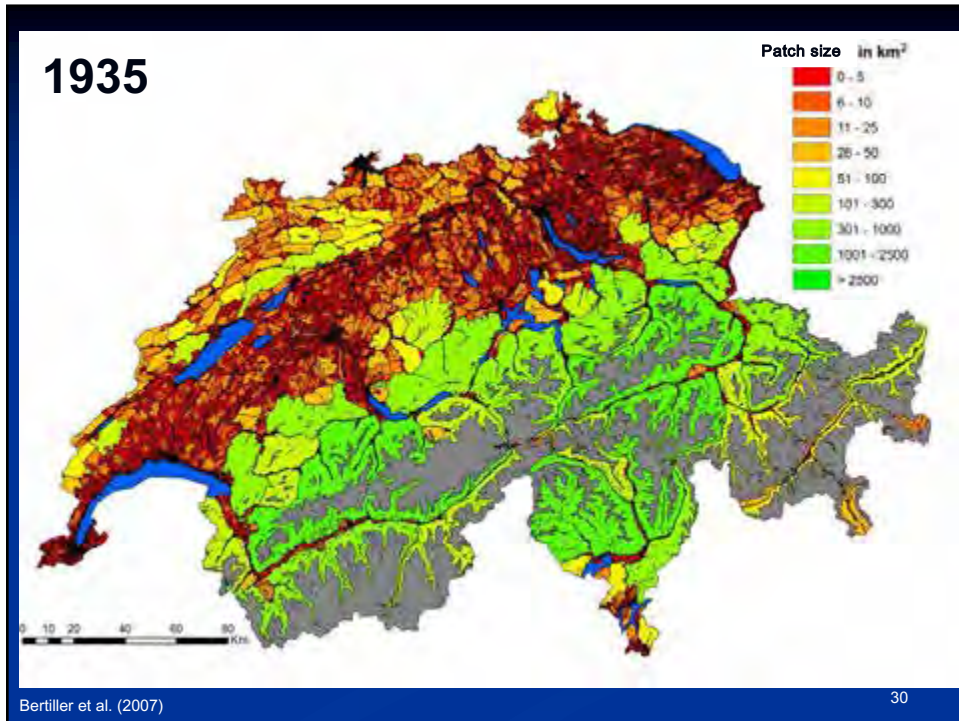 1935
Patch size in km²
0 - 5
6 - 10
11 - 25
26 - 50
51 - 100
101 - 300
301 - 1000
1001 - 2500
> 2500
0 10 20 40 60 80
Km
Bertiller et al. (2007)
30